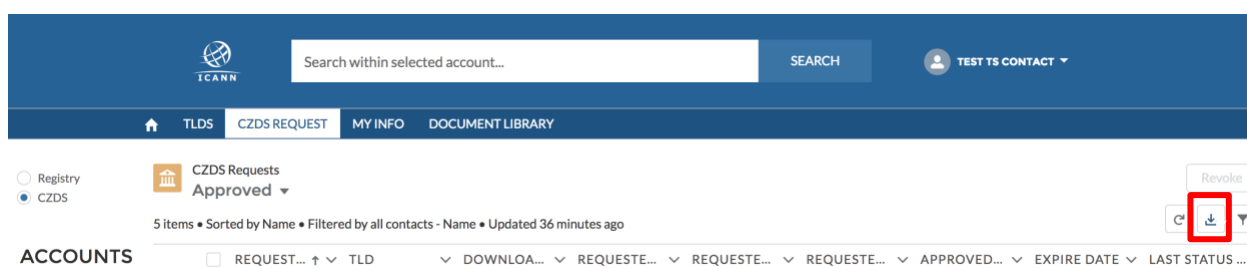 ICANN
Search within selected account...
SEARCH
TEST TS CONTACT
TLDS CZDS REQUEST MY INFO DOCUMENT LIBRARY
Registry
CZDS
CZDS Requests
Approved
Revoke
5 items • Sorted by Name • Filtered by all contacts - Name • Updated 36 minutes ago
ACCOUNTS
REQUEST... ↑ TLD DOWNLOA... REQUESTE... REQUESTE... REQUESTE... APPROVED... EXPIRE DATE LAST STATUS ...